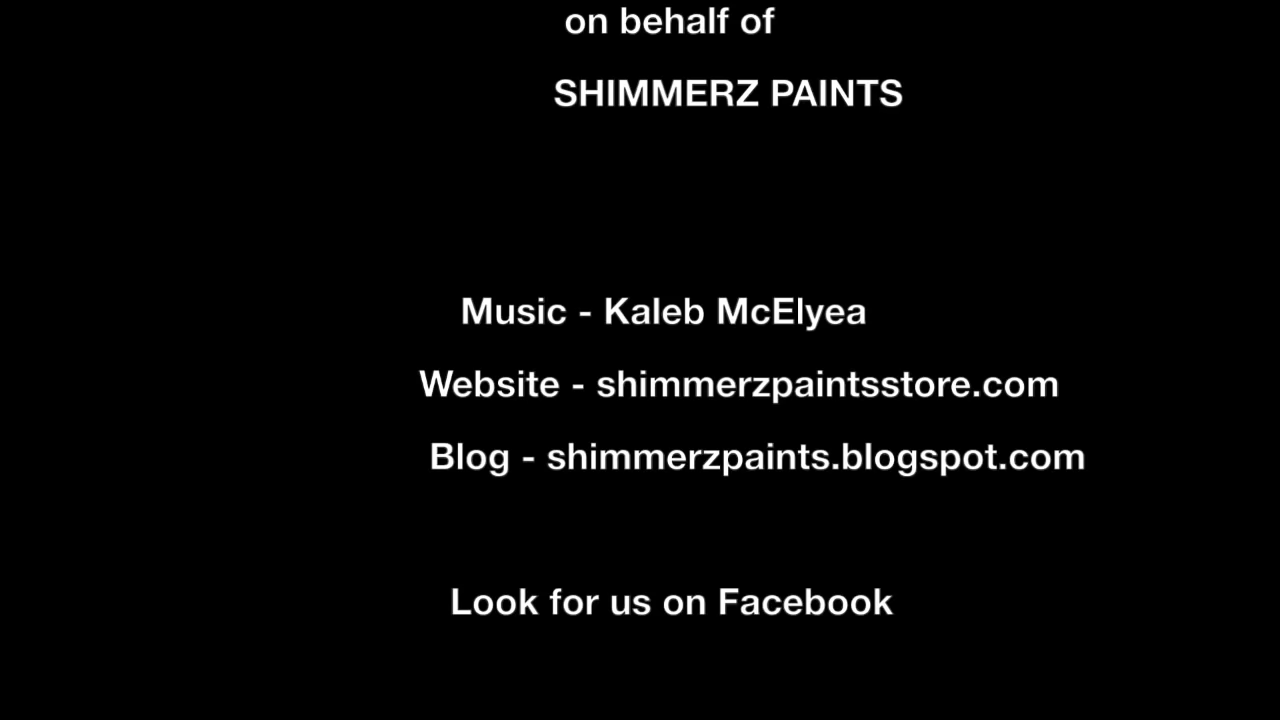 on behalf of
SHIMMERZ PAINTS
Music - Kaleb McElyea
Website - shimmerzpaintsstore.com
Blog - shimmerzpaints.blogspot.com
Look for us on Facebook